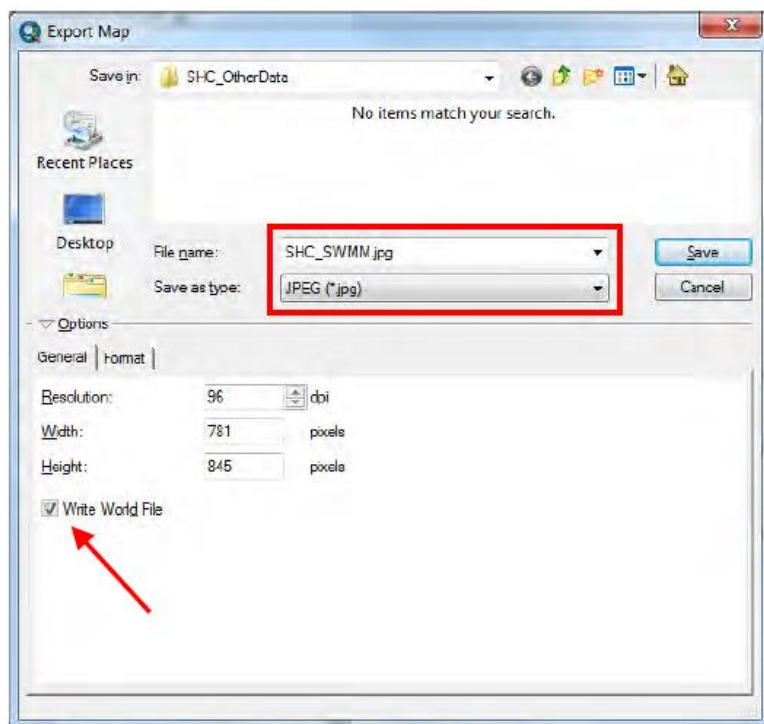 Export Map
Save in: SHC_OtherData
No items match your search.
Recent Places
Desktop
File name: SHC_SWMM.jpg Save
Save as type: JPEG (*.jpg) Cancel
Options
General Format
Resolution: 96 dpi
Width: 781 pixels
Height: 845 pixels
Write World File